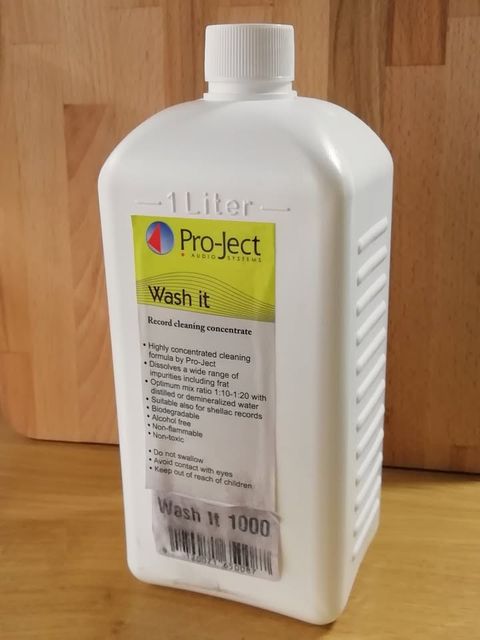 1 Liter
Pro-Ject
AUDIO SYSTEMS
Wash it
Record cleaning concentrate
• Highly concentrated cleaning
formula by Pro-Ject
• Dissolves a wide range of
impurities including frat
• Optimum mix ratio 1:10-1:20 with
distilled or demineralized water
• Suitable also for shellac records
• Biodegradable
• Alcohol free
• Non-flammable
• Non-toxic
• Do not swallow
• Avoid contact with eyes
• Keep out of reach of children
Wash It 1000